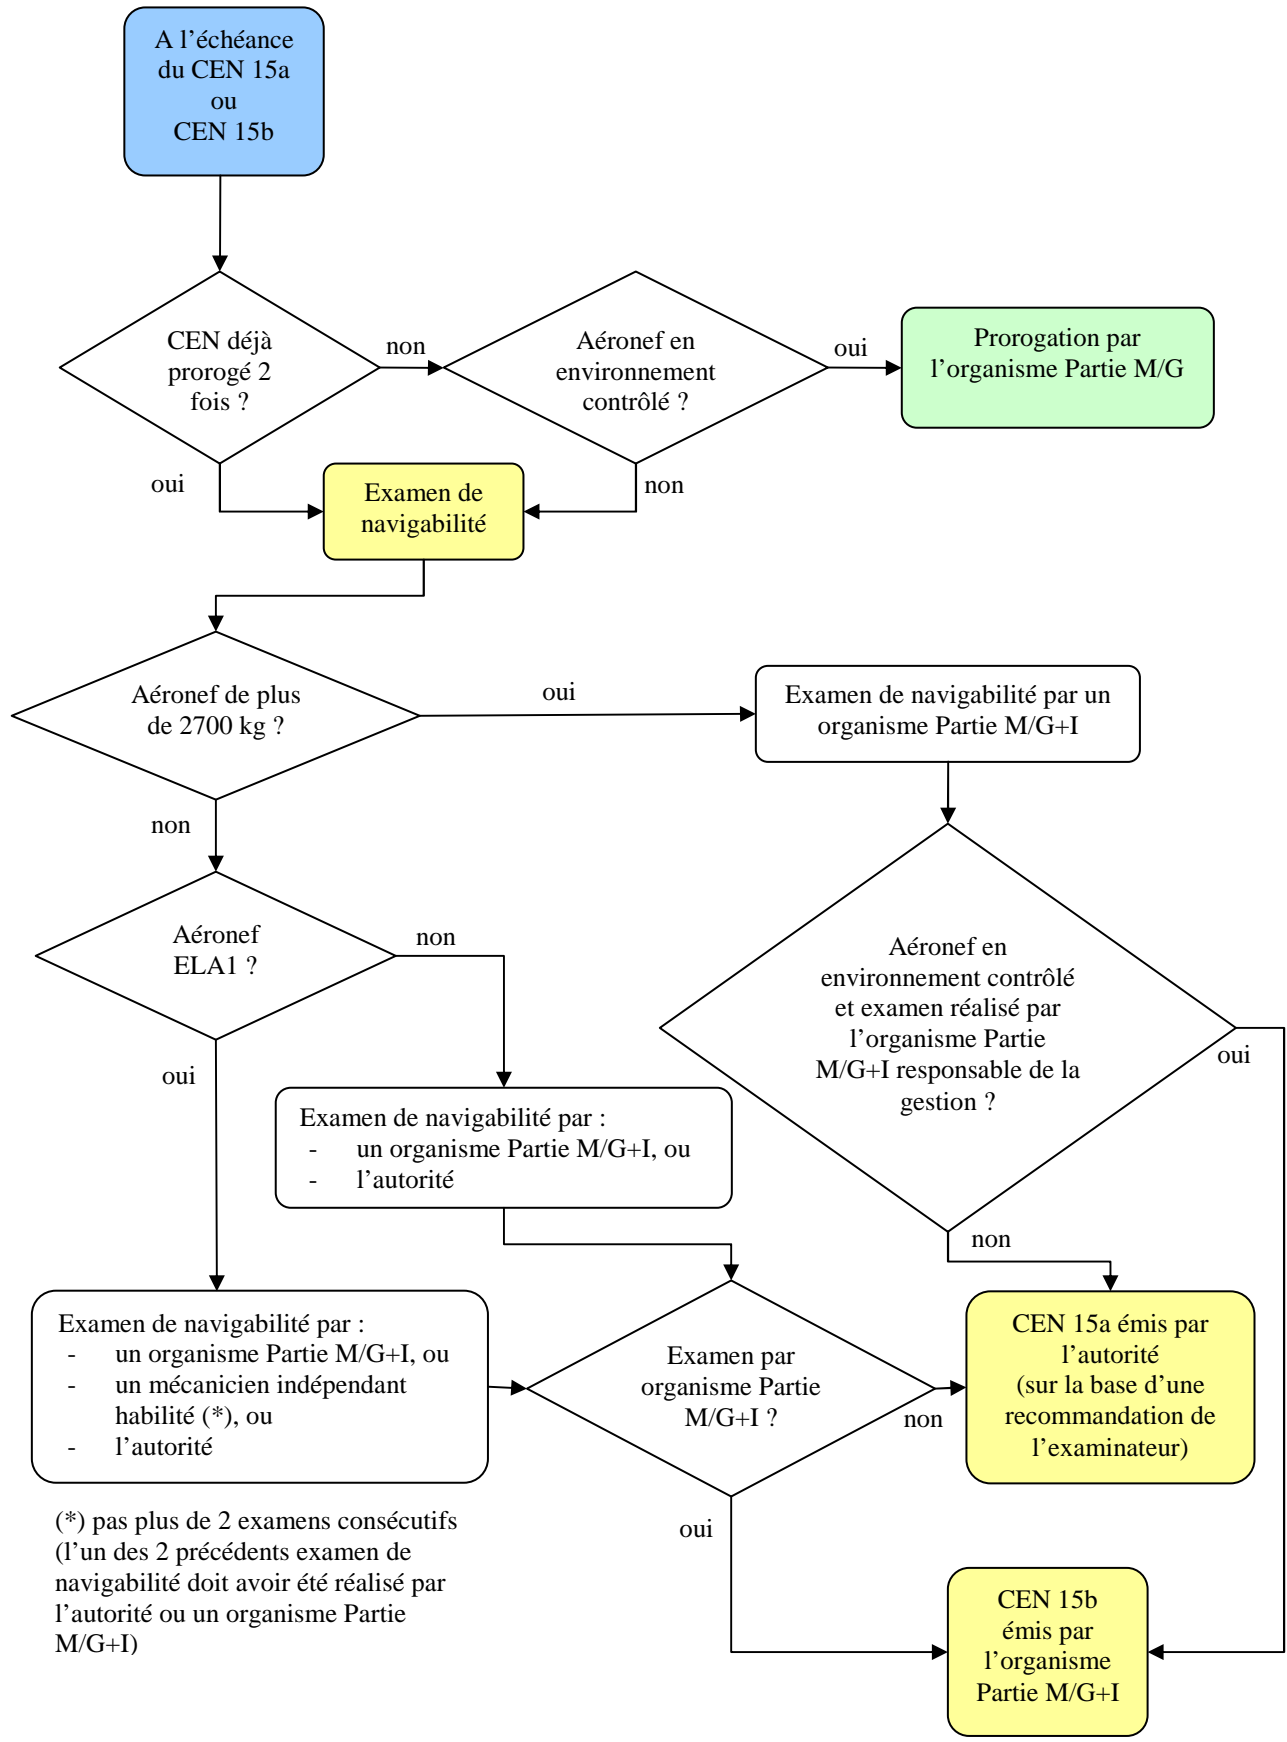 A l'échéance
du CEN 15a
ou
CEN 15b
CEN déjà
prorogé 2
fois ?
non
Aéronef en
environnement
contrôlé ?
oui
Prorogation par
l'organisme Partie M/G
oui
Examen de
navigabilité
non
Aéronef de plus
de 2700 kg ?
oui
Examen de navigabilité par un
organisme Partie M/G+I
non
Aéronef
ELA1 ?
non
Aéronef en
environnement contrôlé
et examen réalisé par
l'organisme Partie
M/G+I responsable de la
gestion ?
oui
oui
Examen de navigabilité par :
- un organisme Partie M/G+I, ou
- l'autorité
non
Examen de navigabilité par :
- un organisme Partie M/G+I, ou
- un mécanicien indépendant
habilité (*), ou
- l'autorité
Examen par
organisme Partie
M/G+I ?
non
CEN 15a émis par
l'autorité
(sur la base d'une
recommandation de
l'examinateur)
(*) pas plus de 2 examens consécutifs
(l'un des 2 précédents examen de
navigabilité doit avoir été réalisé par
l'autorité ou un organisme Partie
M/G+I)
oui
CEN 15b
émis par
l'organisme
Partie M/G+I